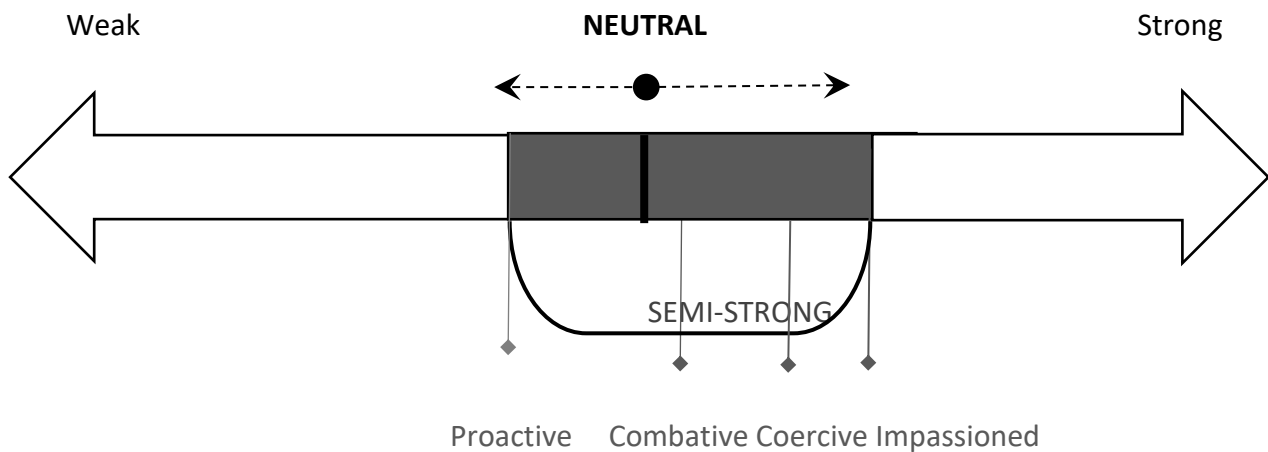 Weak NEUTRAL Strong
SEMI-STRONG
Proactive Combative Coercive Impassioned